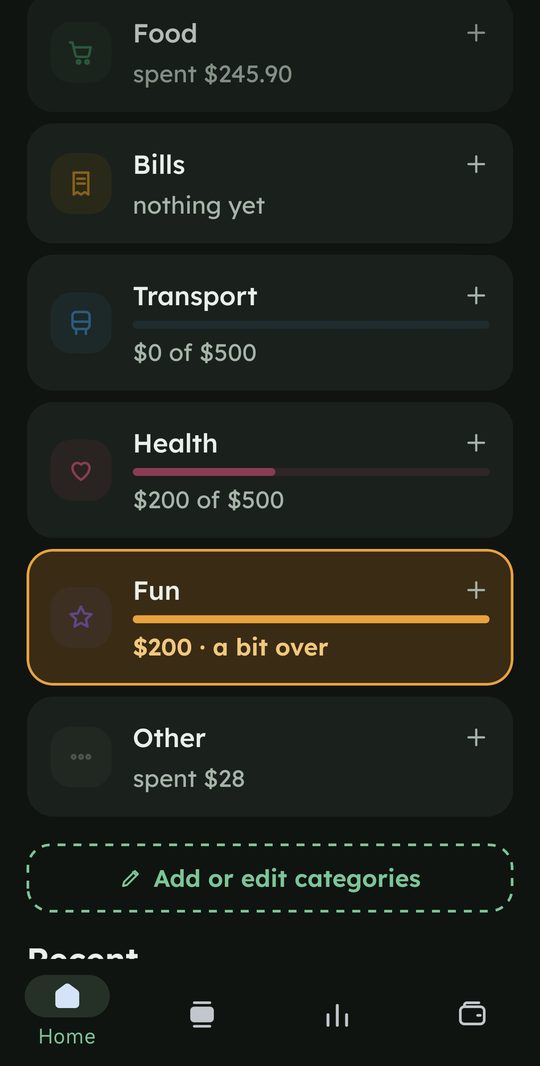 Food
spent $245.90
Bills
nothing yet
Transport
$0 of $500
Health
$200 of $500
Fun
$200 · a bit over
Other
spent $28
Add or edit categories
Recent
Home